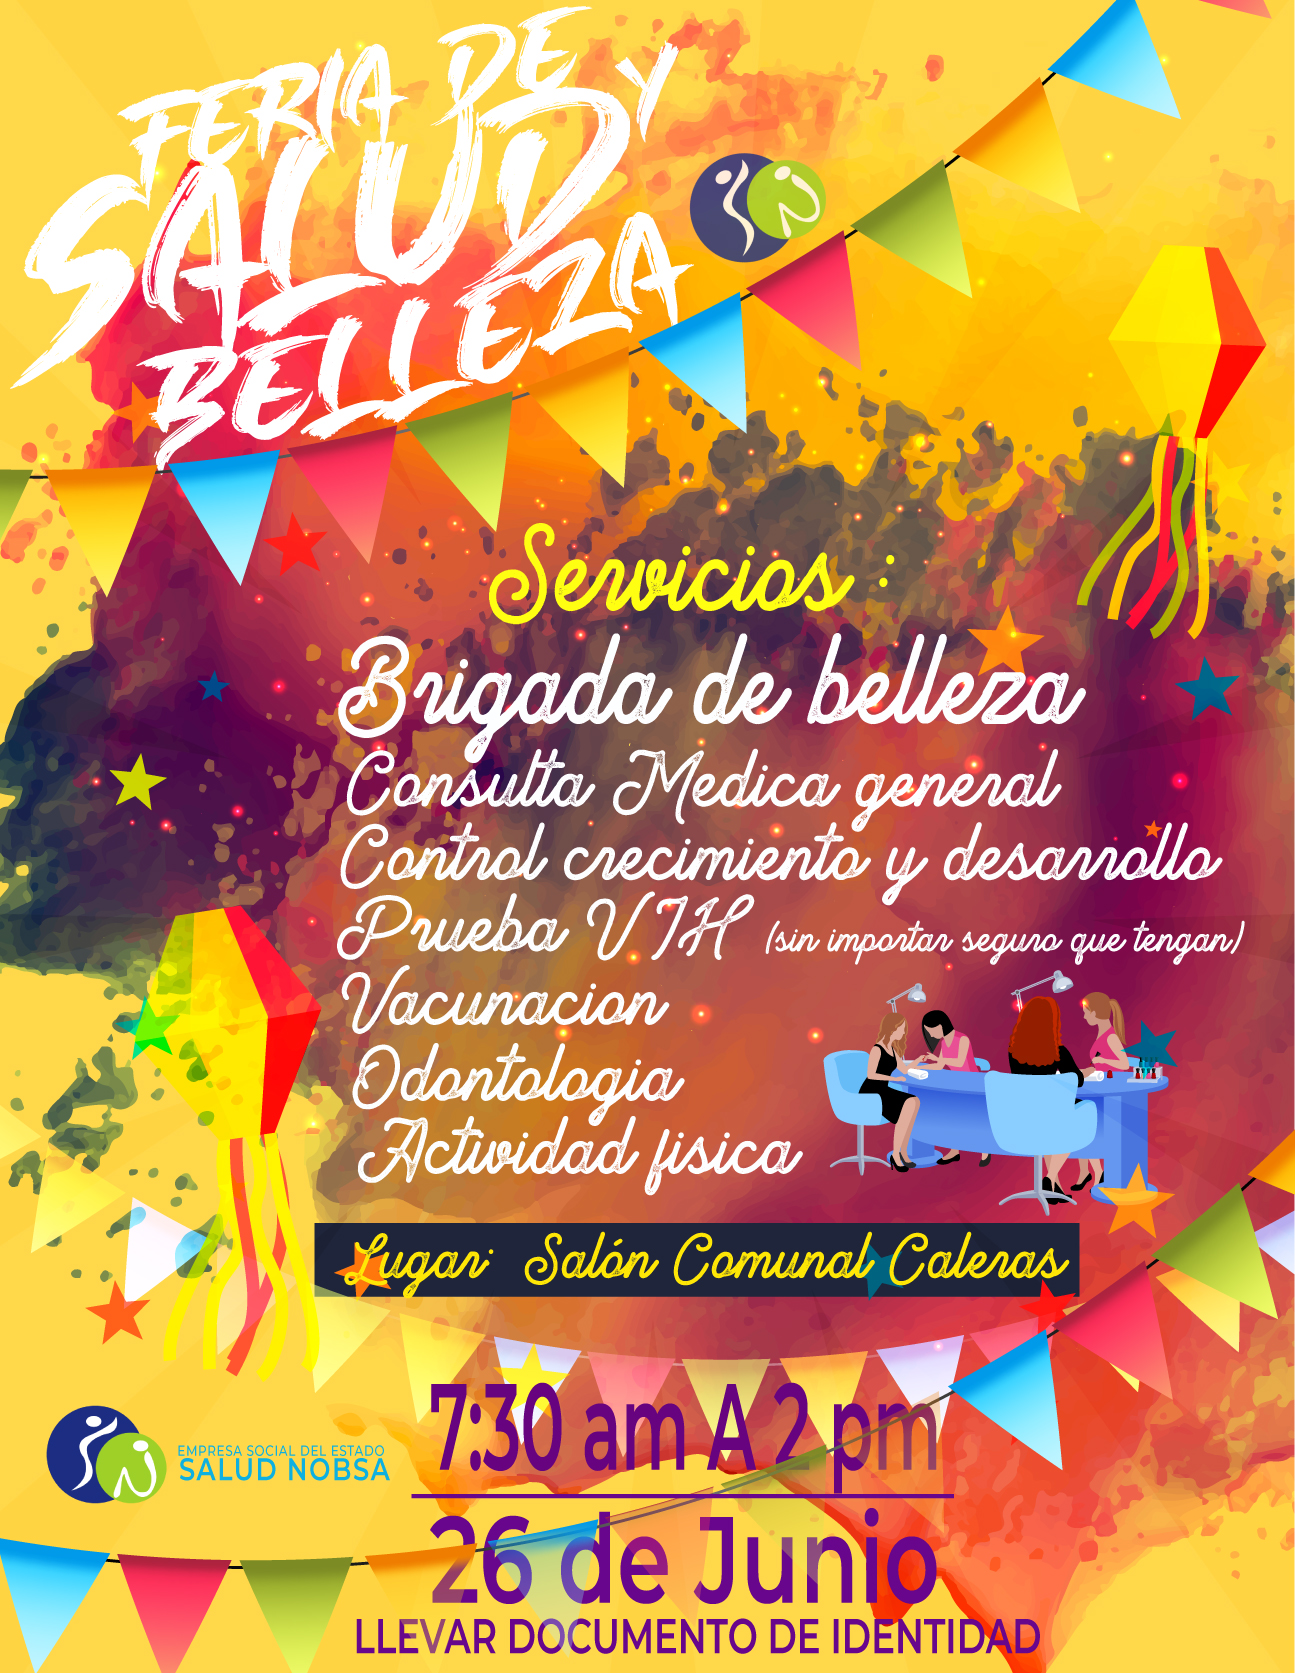 FERIA DE
SALUD Y
BELLEZA
Servicios :
Brigada de belleza
Consulta Medica general
Control crecimiento y desarrollo
Prueba VIH (sin importar seguro que tengan)
Vacunacion
Odontologia
Actividad fisica
Lugar: Salón Comunal Caleras
7:30 am A 2 pm
EMPRESA SOCIAL DEL ESTADO
SALUD NOBSA
26 de Junio
LLEVAR DOCUMENTO DE IDENTIDAD